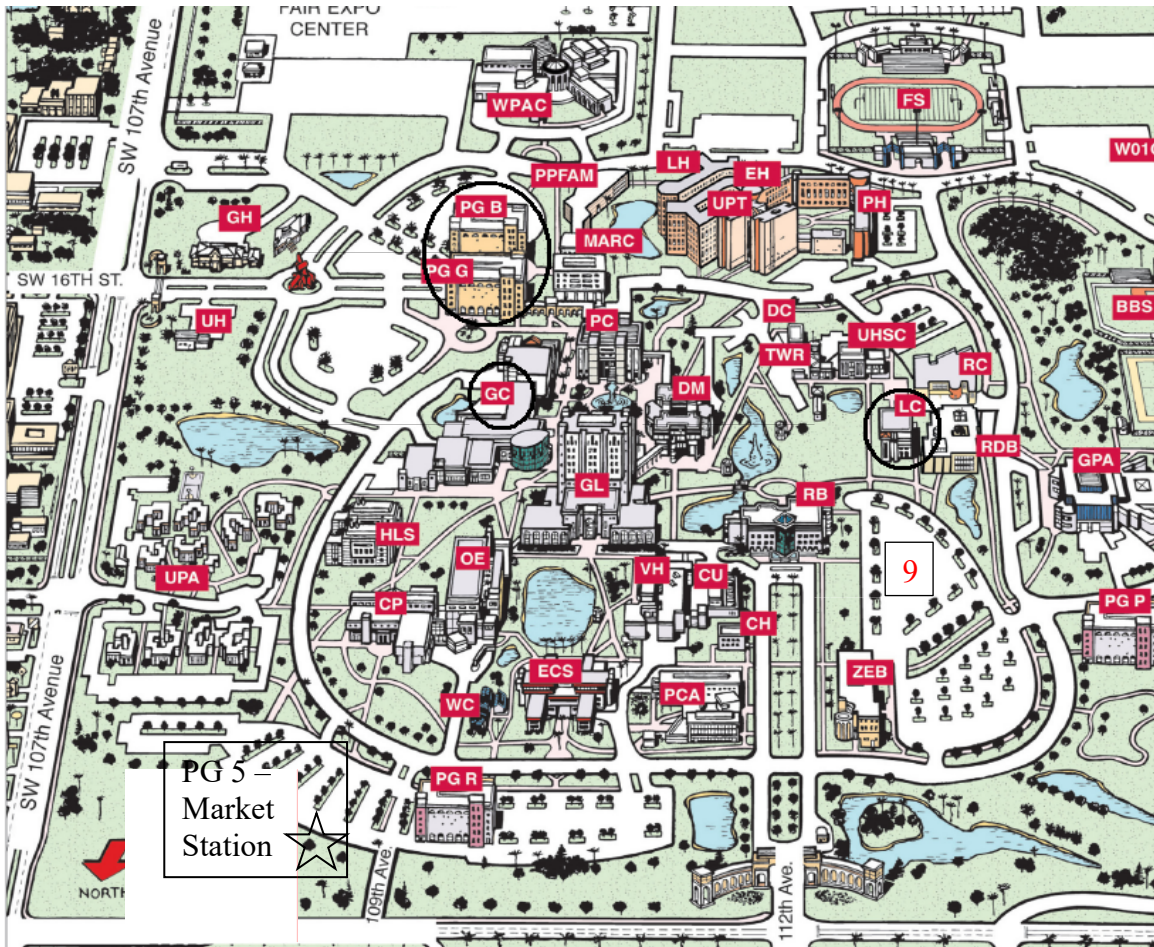 FAIR EXPO
CENTER
SW 107th Avenue
WPAC
FS
W01C
LH
EH
PPFAM
UPT
PH
PG B
GH
MARC
PG G
SW 16TH ST.
BBS
DC
UH
PC
UHSC
TWR
RC
DM
GC
LC
RDB
GPA
GL
RB
HLS
OE
VH
CU
9
UPA
CP
CH
PG P
ECS
ZEB
WC
PCA
SW 107th Avenue
PG 5 –
Market
Station
PG R
NORTH
109th Ave.
112th Ave.